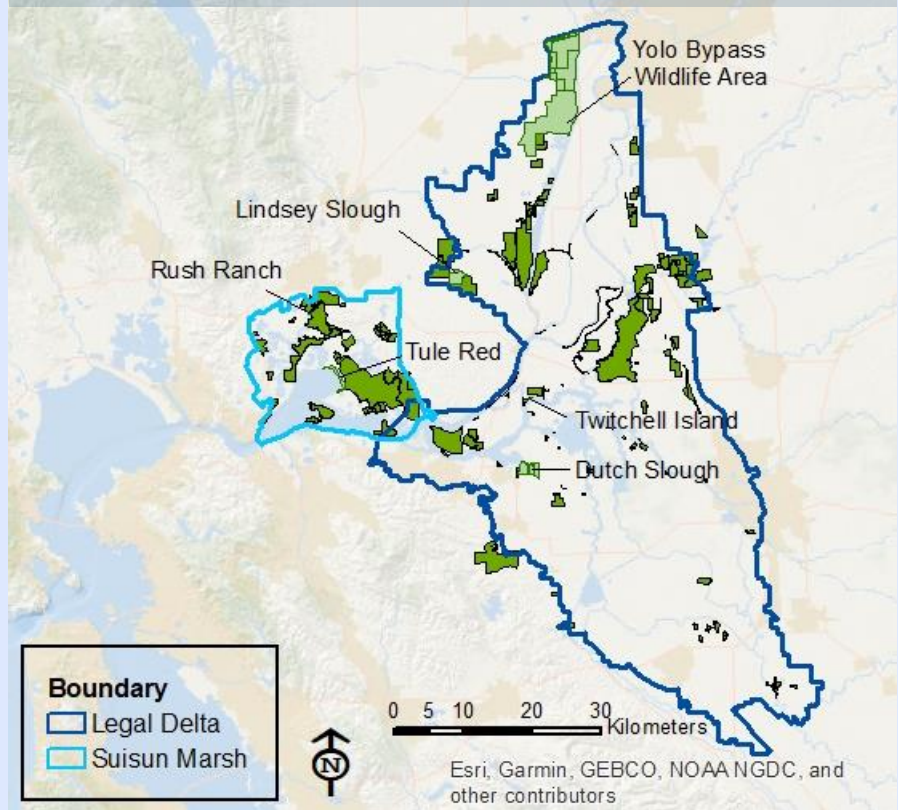 Yolo Bypass
Wildlife Area
Lindsey Slough
Rush Ranch
Tule Red
Twitchell Island
Dutch Slough
Boundary
Legal Delta
Suisun Marsh
N
0 5 10 20 30
Kilometers
Esri, Garmin, GEBCO, NOAA NGDC, and
other contributors